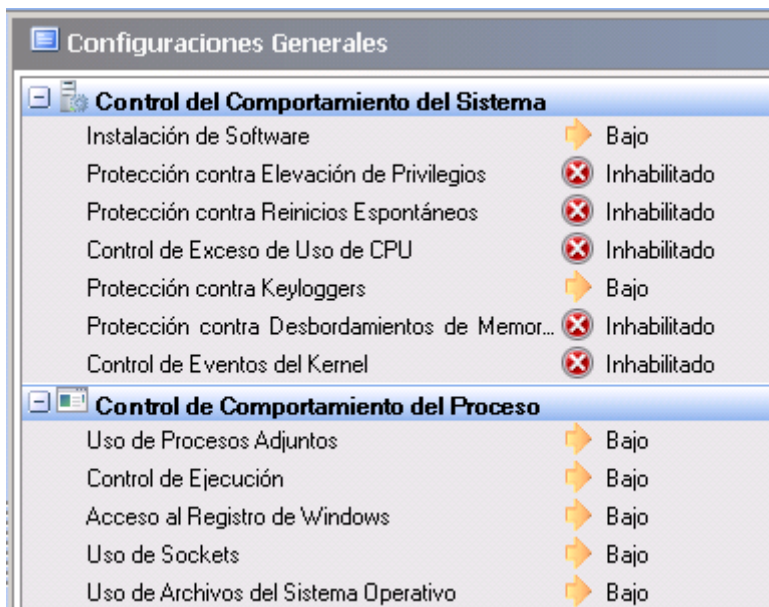 Configuraciones Generales
Control del Comportamiento del Sistema
Instalación de Software Bajo
Protección contra Elevación de Privilegios Inhabilitado
Protección contra Reinicios Espontáneos Inhabilitado
Control de Exceso de Uso de CPU Inhabilitado
Protección contra Keyloggers Bajo
Protección contra Desbordamientos de Memor... Inhabilitado
Control de Eventos del Kernel Inhabilitado
Control de Comportamiento del Proceso
Uso de Procesos Adjuntos Bajo
Control de Ejecución Bajo
Acceso al Registro de Windows Bajo
Uso de Sockets Bajo
Uso de Archivos del Sistema Operativo Bajo